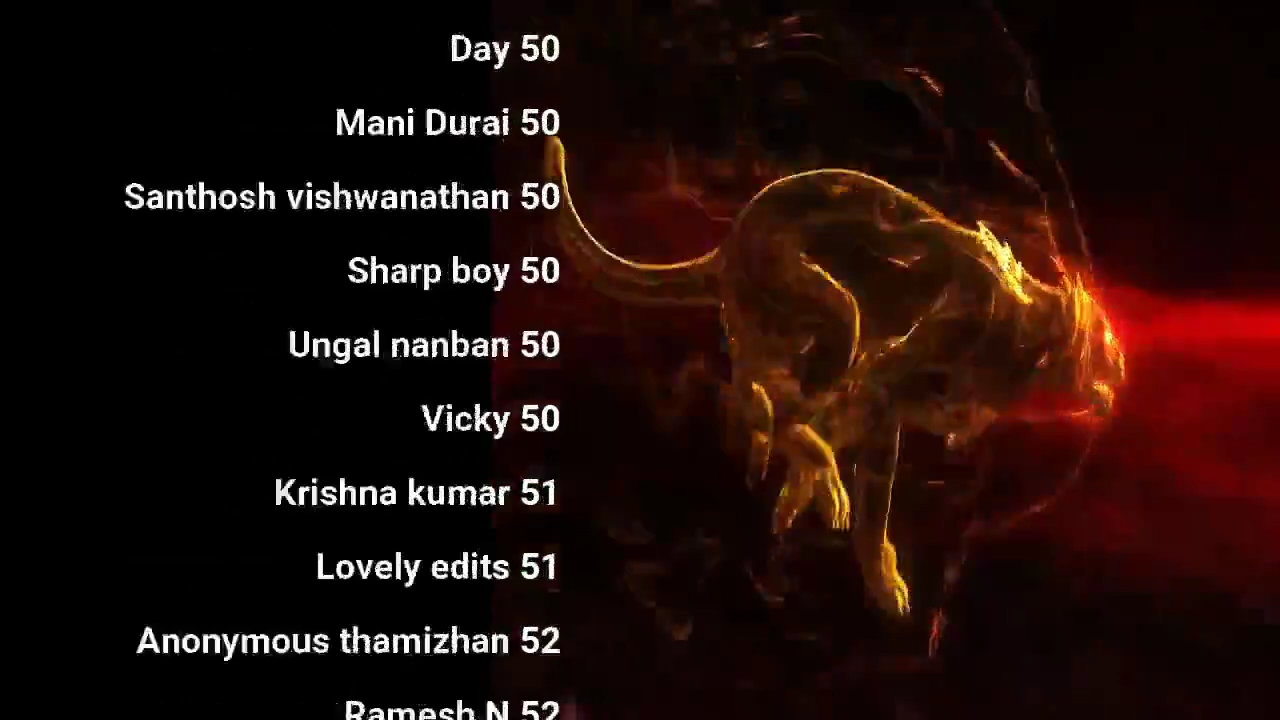 Day 50
Mani Durai 50
Santhosh vishwanathan 50
Sharp boy 50
Ungal nanban 50
Vicky 50
Krishna kumar 51
Lovely edits 51
Anonymous thamizhan 52
Ramesh N 52